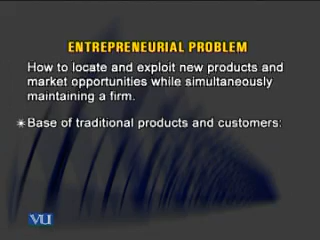 ENTREPRENEURIAL PROBLEM
How to locate and exploit new products and
market opportunities while simultaneously
maintaining a firm.
✴Base of traditional products and customers:
VU